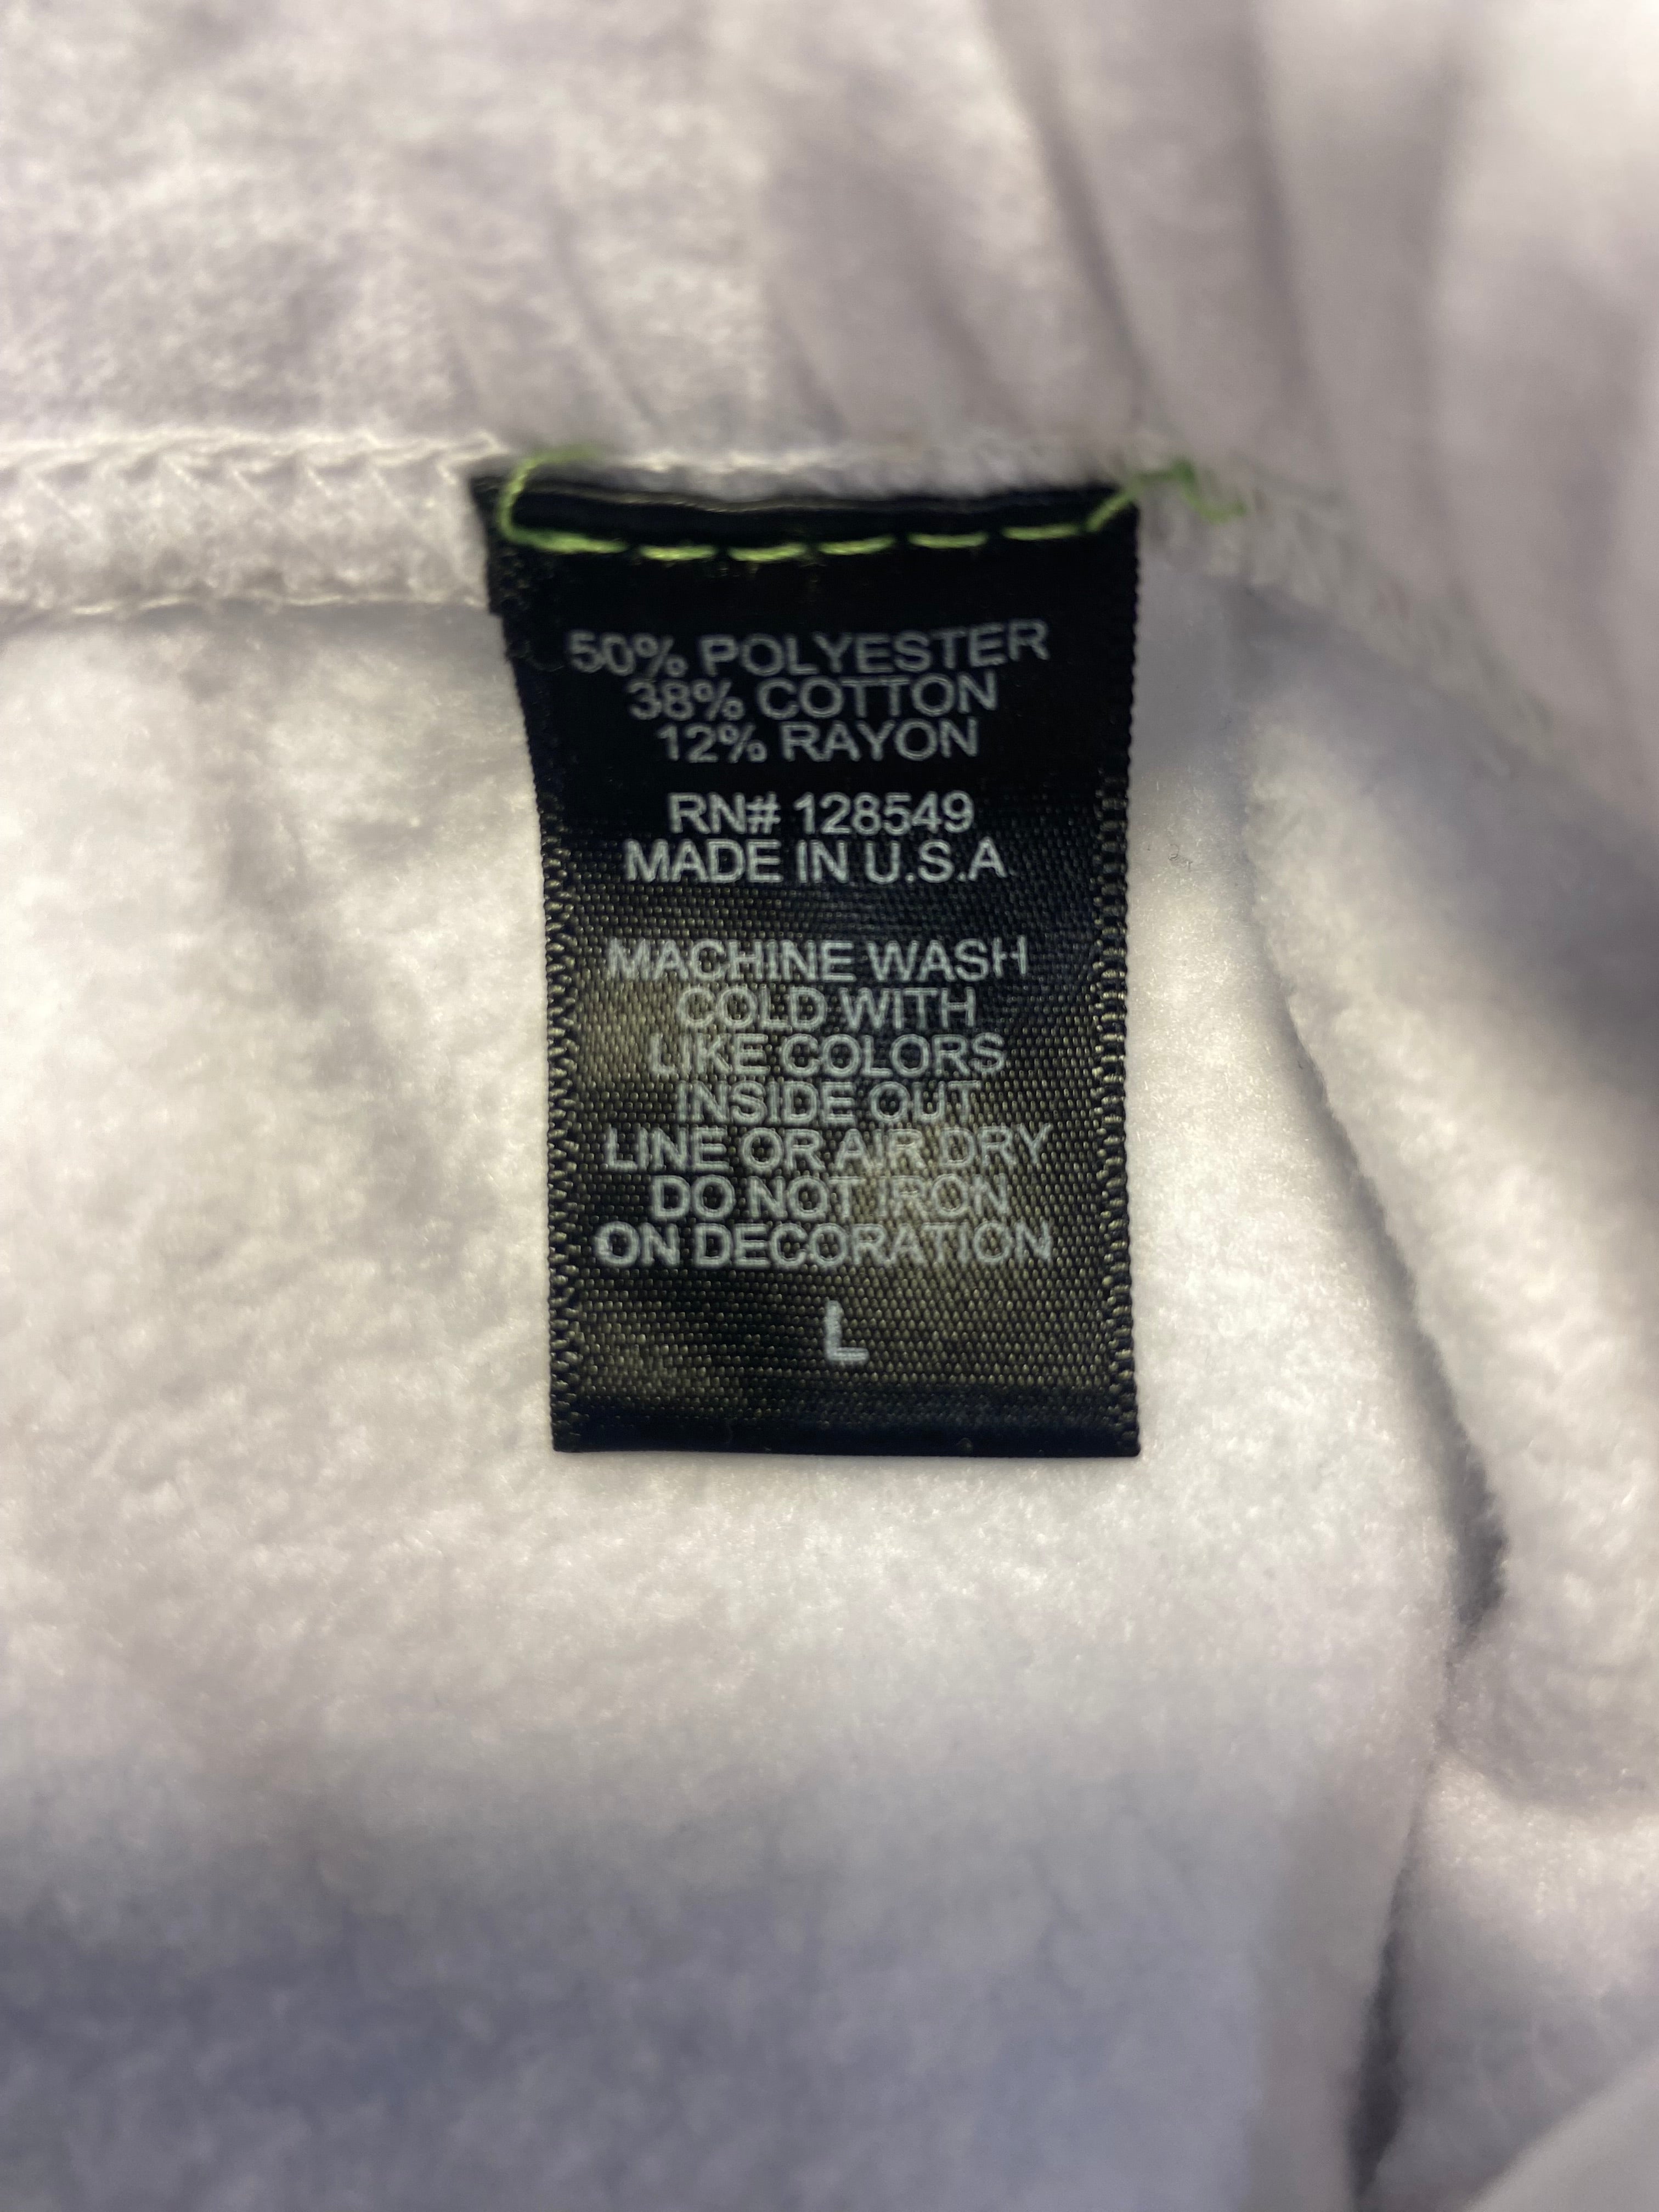 50% POLYESTER
38% COTTON
12% RAYON
RN# 128549
MADE IN U.S.A
MACHINE WASH
COLD WITH
LIKE COLORS
INSIDE OUT
LINE OR AIR DRY
DO NOT IRON
ON DECORATION
L